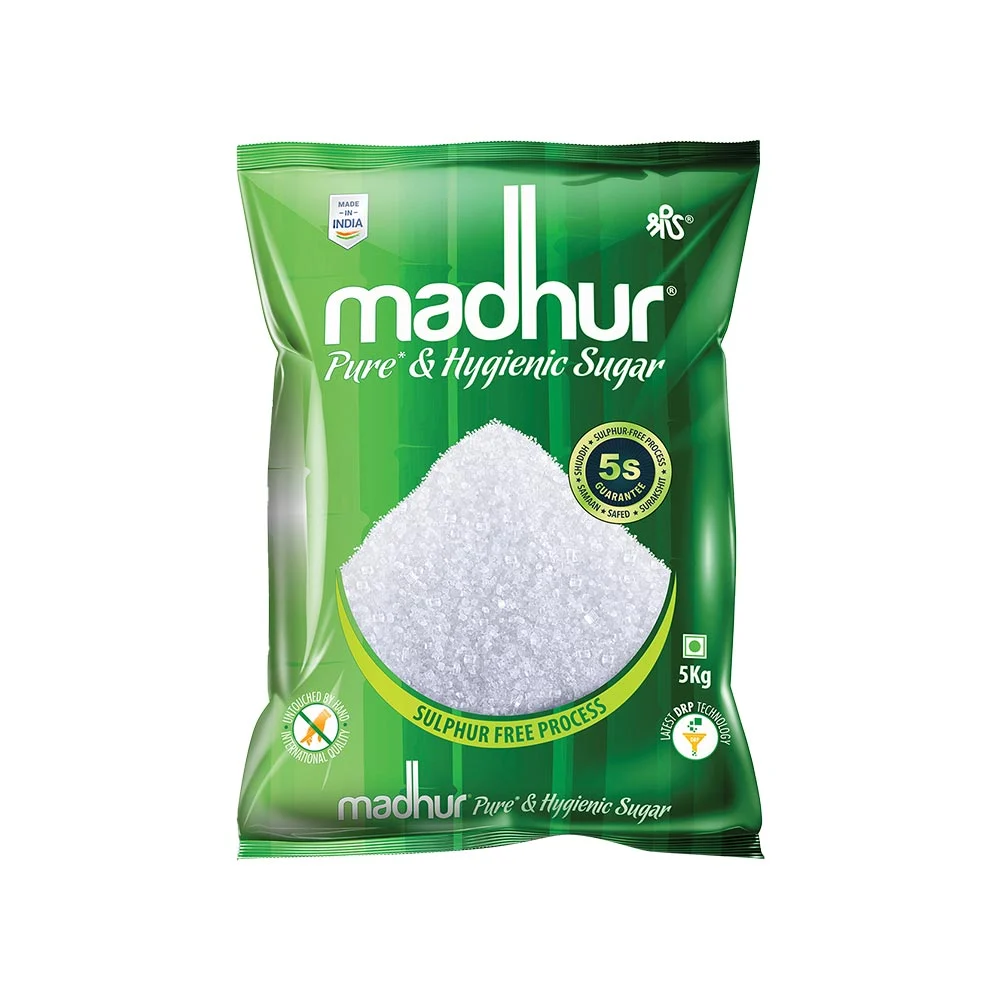 MADE
-IN-
INDIA
श्री ऽ®
madhur®
Pure* & Hygienic Sugar
SHUDDH ★ SULPHUR-FREE PROCESS ★ SURAKSHIT ★ SAFED ★ SAMAAN ★
5s
GUARANTEE
SULPHUR FREE PROCESS
5Kg
UNTOUCHED BY HAND
INTERNATIONAL QUALITY
LATEST DRP TECHNOLOGY
DRP
madhur® Pure* & Hygienic Sugar